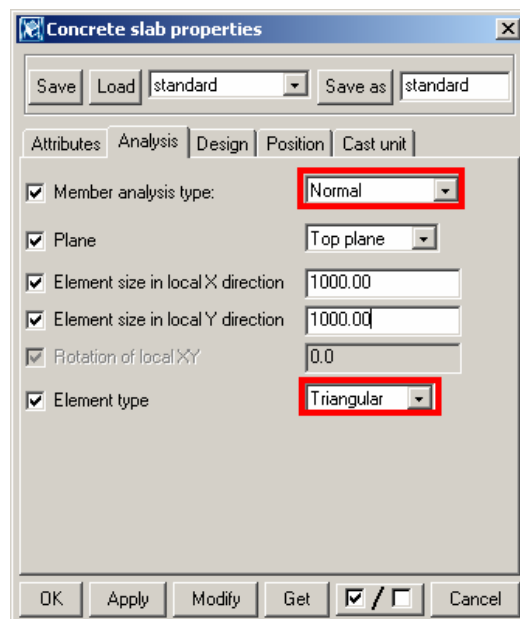 Concrete slab properties
Save Load standard Save as standard
Attributes Analysis Design Position Cast unit
Member analysis type: Normal
Plane Top plane
Element size in local X direction 1000.00
Element size in local Y direction 1000.00
Rotation of local XY 0.0
Element type Triangular
OK Apply Modify Get / Cancel